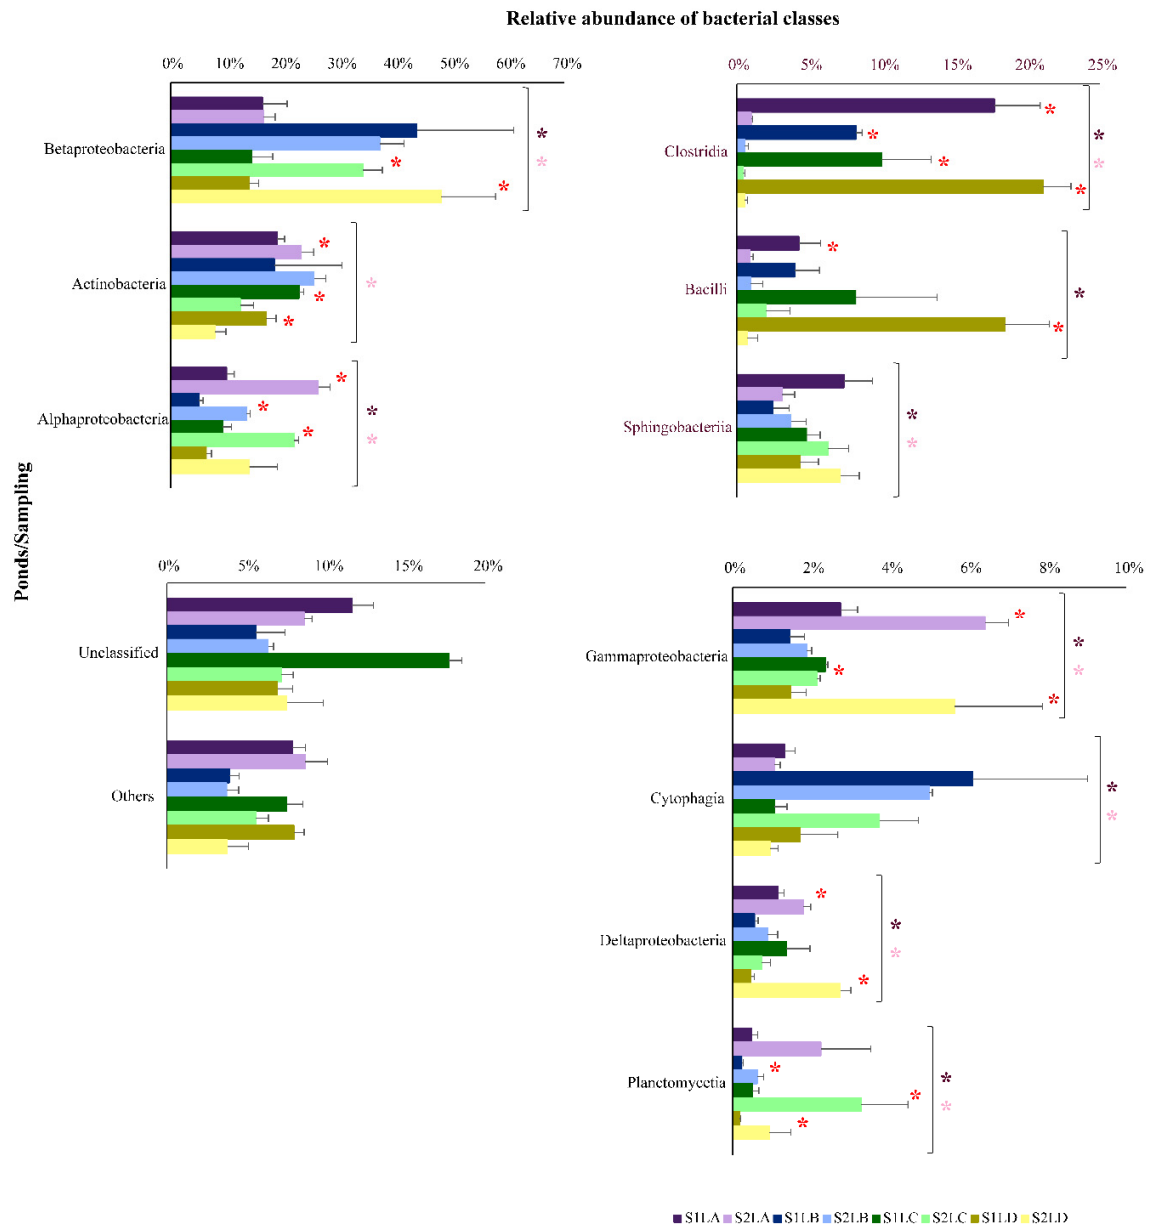 Relative abundance of bacterial classes
0% 10% 20% 30% 40% 50% 60% 70%
Betaproteobacteria
*
*
*
*
Actinobacteria
*
*
*
*
Alphaproteobacteria
*
*
*
*
*
0% 5% 10% 15% 20% 25%
Clostridia
*
*
*
*
*
*
Bacilli
*
*
*
Sphingobacteriia
*
*
Ponds/Sampling
0% 5% 10% 15% 20%
Unclassified
Others
0% 2% 4% 6% 8% 10%
Gammaproteobacteria
*
*
*
*
*
Cytophagia
*
*
Deltaproteobacteria
*
*
*
*
Planctomycetia
*
*
*
*
*
S1LA S2LA S1LB S2LB S1LC S2LC S1LD S2LD